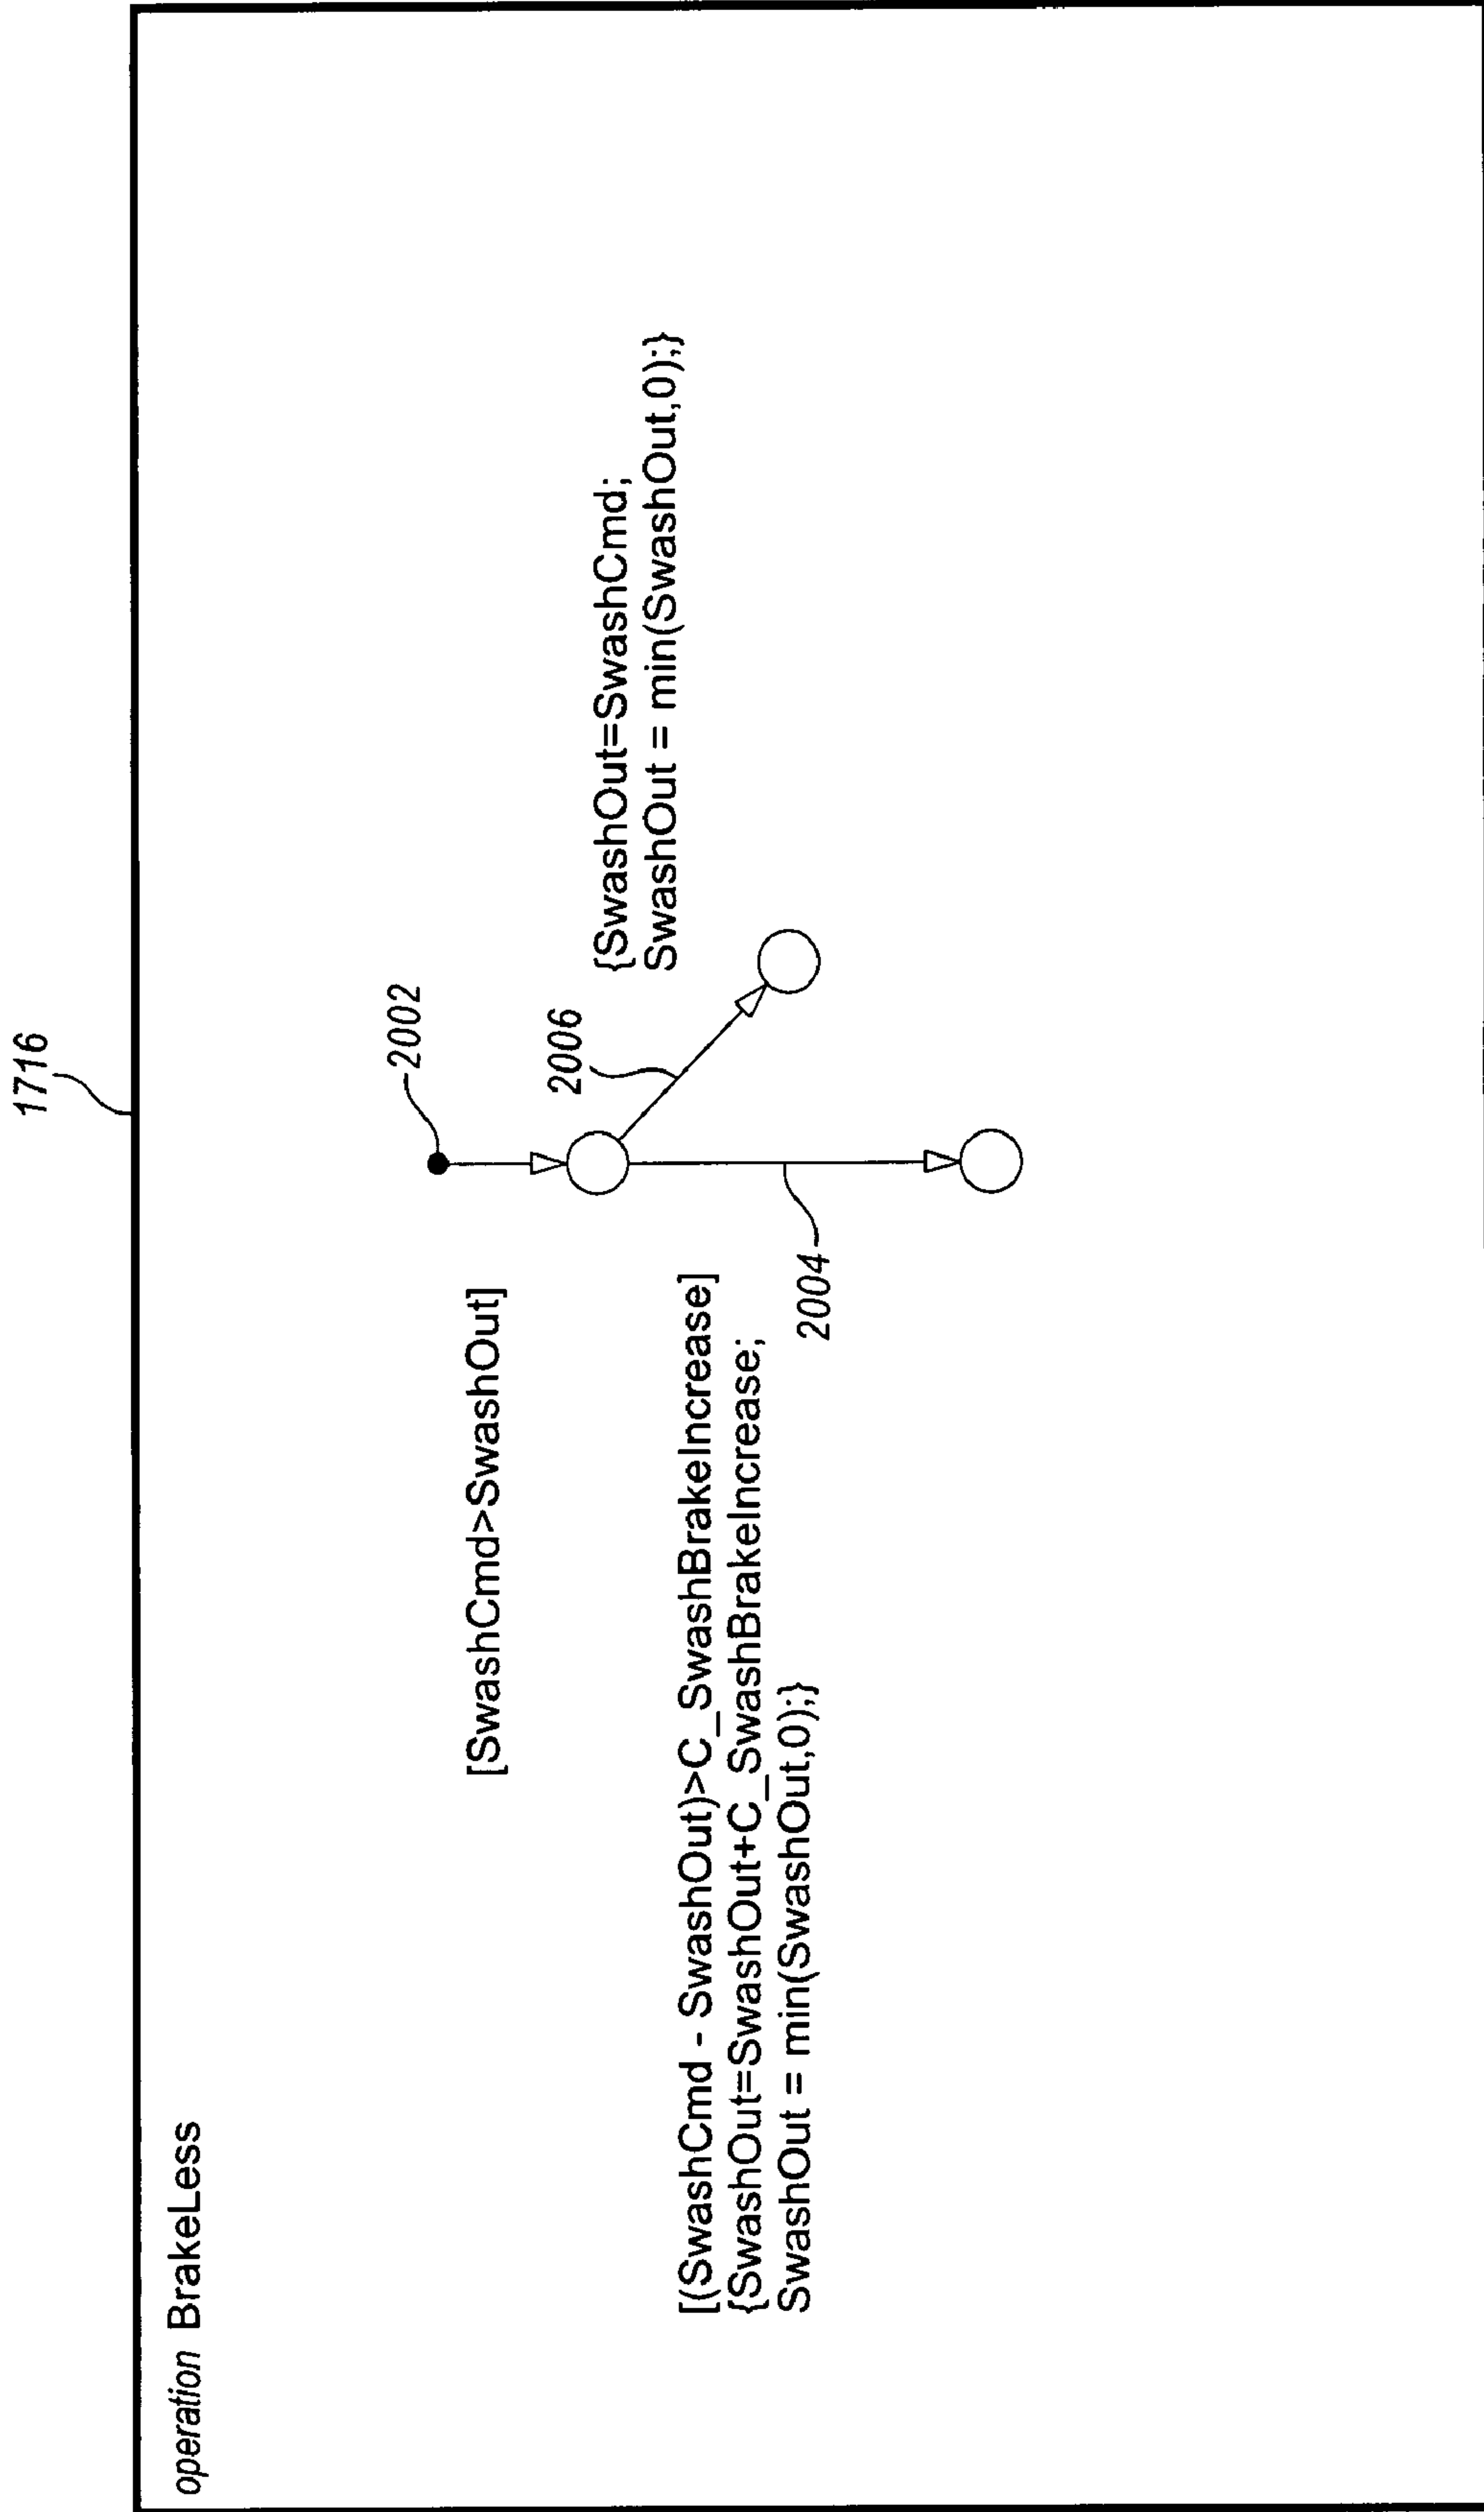 1716
operation BrakeLess
2002
[SwashCmd>SwashOut]
2006
{SwashOut=SwashCmd;
SwashOut = min(SwashOut,0);}
[(SwashCmd - SwashOut)>C_SwashBrakeIncrease]
{SwashOut=SwashOut+C_SwashBrakeIncrease;
SwashOut = min(SwashOut,0);}
2004